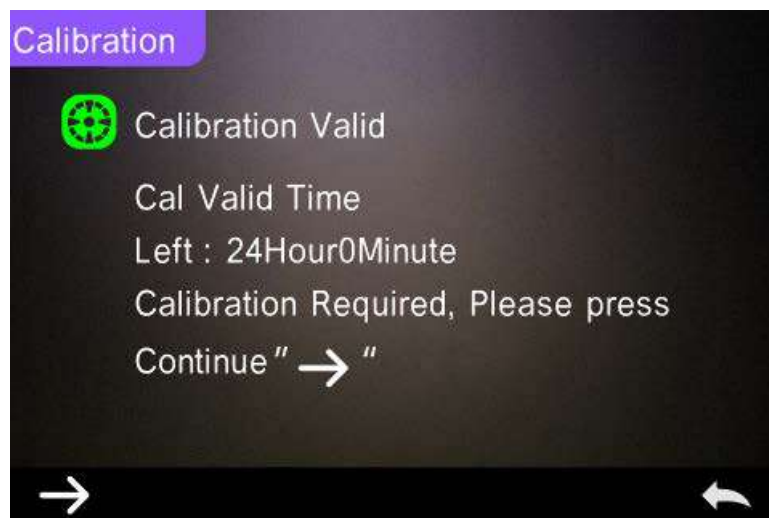 Calibration
Calibration Valid
Cal Valid Time
Left : 24Hour0Minute
Calibration Required, Please press
Continue" → "